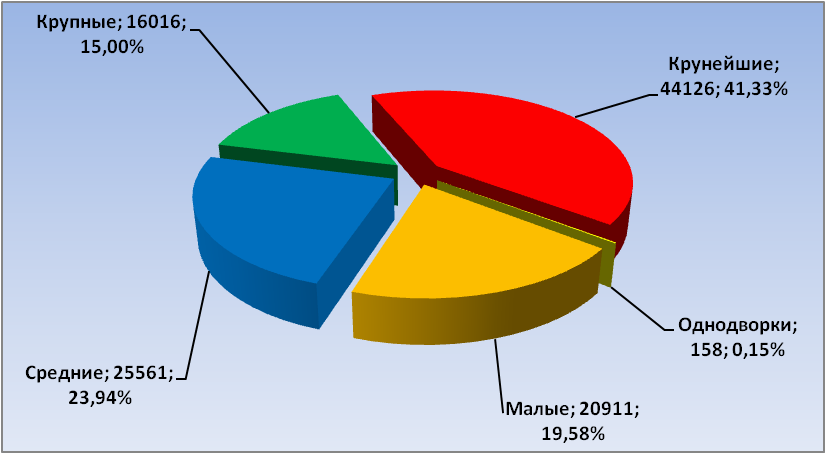 Крупные; 16016;
15,00%
Крунейшие;
44126; 41,33%
Однодворки;
158; 0,15%
Средние; 25561;
23,94%
Малые; 20911;
19,58%